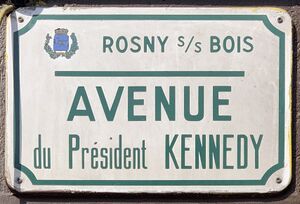 ROSNY S/S BOIS
AVENUE
du Président KENNEDY